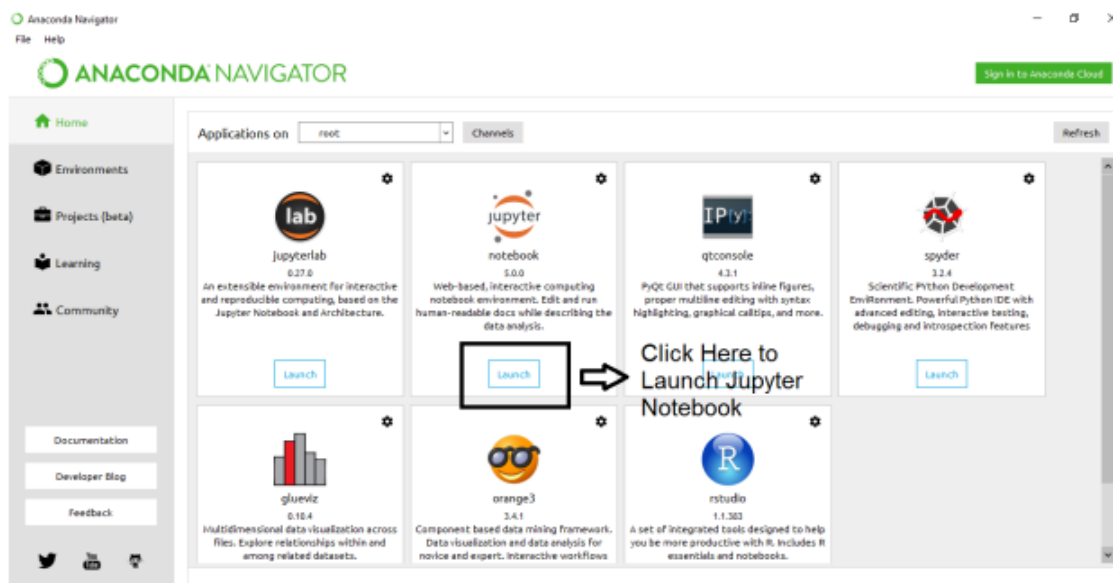 Anaconda Navigator
File Help
ANACONDA NAVIGATOR
Sign in to Anaconda Cloud
Home
Environments
Projects (beta)
Learning
Community
Documentation
Developer Blog
Feedback
You
Tube
Applications on root Channels Refresh
lab
jupyterlab
0.27.0
An extensible environment for interactive
and reproducible computing, based on the
Jupyter Notebook and Architecture.
Launch
jupyter
notebook
5.0.0
Web-based, interactive computing
notebook environment. Edit and run
human-readable docs while describing the
data analysis.
Launch
IP[y]:
qtconsole
4.3.1
PyQt GUI that supports inline figures,
proper multiline editing with syntax
highlighting, graphical calltips, and more.
Launch
Click Here to
Launch Jupyter
Notebook
spyder
3.2.4
Scientific PYthon Development
EnviRonment. Powerful Python IDE with
advanced editing, interactive testing,
debugging and introspection features
Launch
glueviz
0.10.4
Multidimensional data visualization across
files. Explore relationships within and
among related datasets.
orange3
3.4.1
Component based data mining framework.
Data visualization and data analysis for
novice and expert. Interactive workflows
R
rstudio
1.1.383
A set of integrated tools designed to help
you be more productive with R. Includes R
essentials and notebooks.